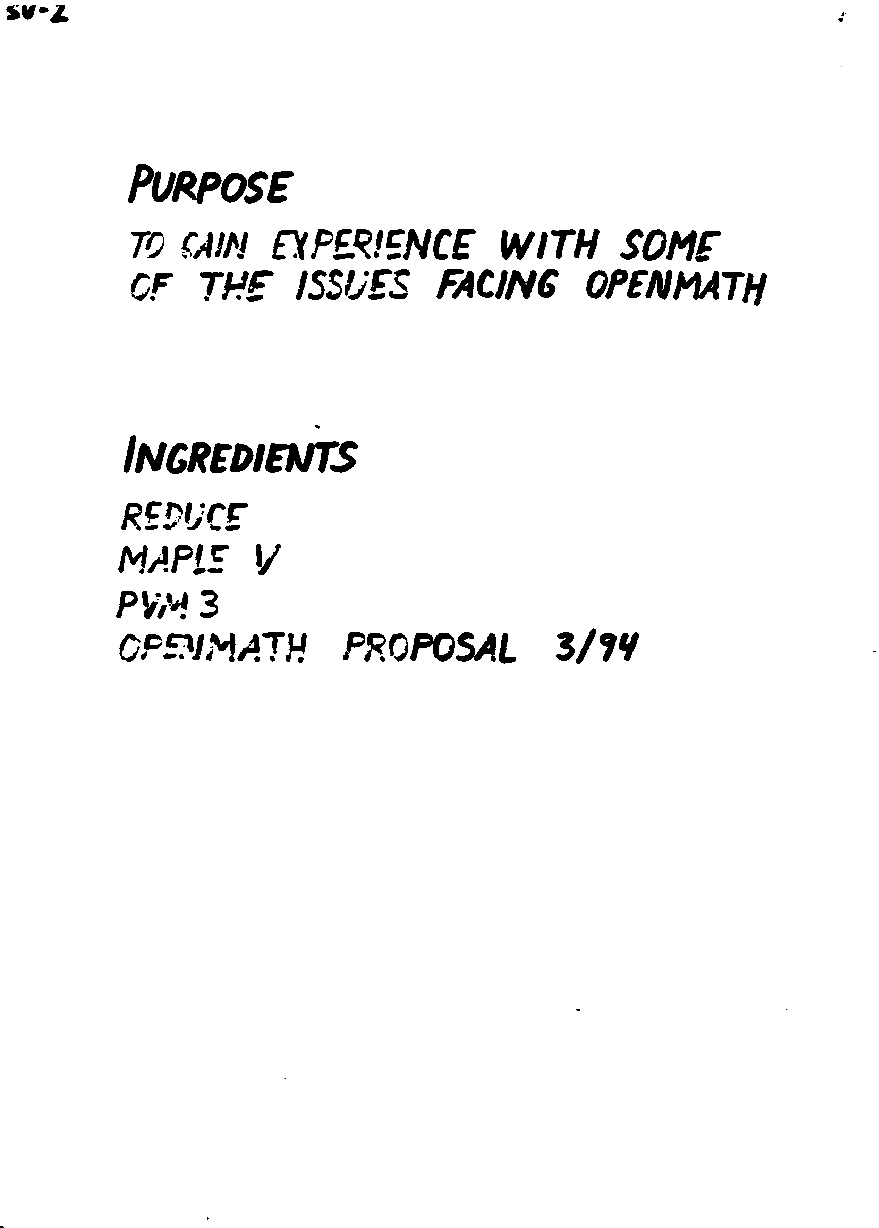 SW-2
PURPOSE
TO GAIN EXPERIENCE WITH SOME
OF THE ISSUES FACING OPENMATH
INGREDIENTS
REDUCE
MAPLE V
PVM 3
OPENMATH PROPOSAL 3/94